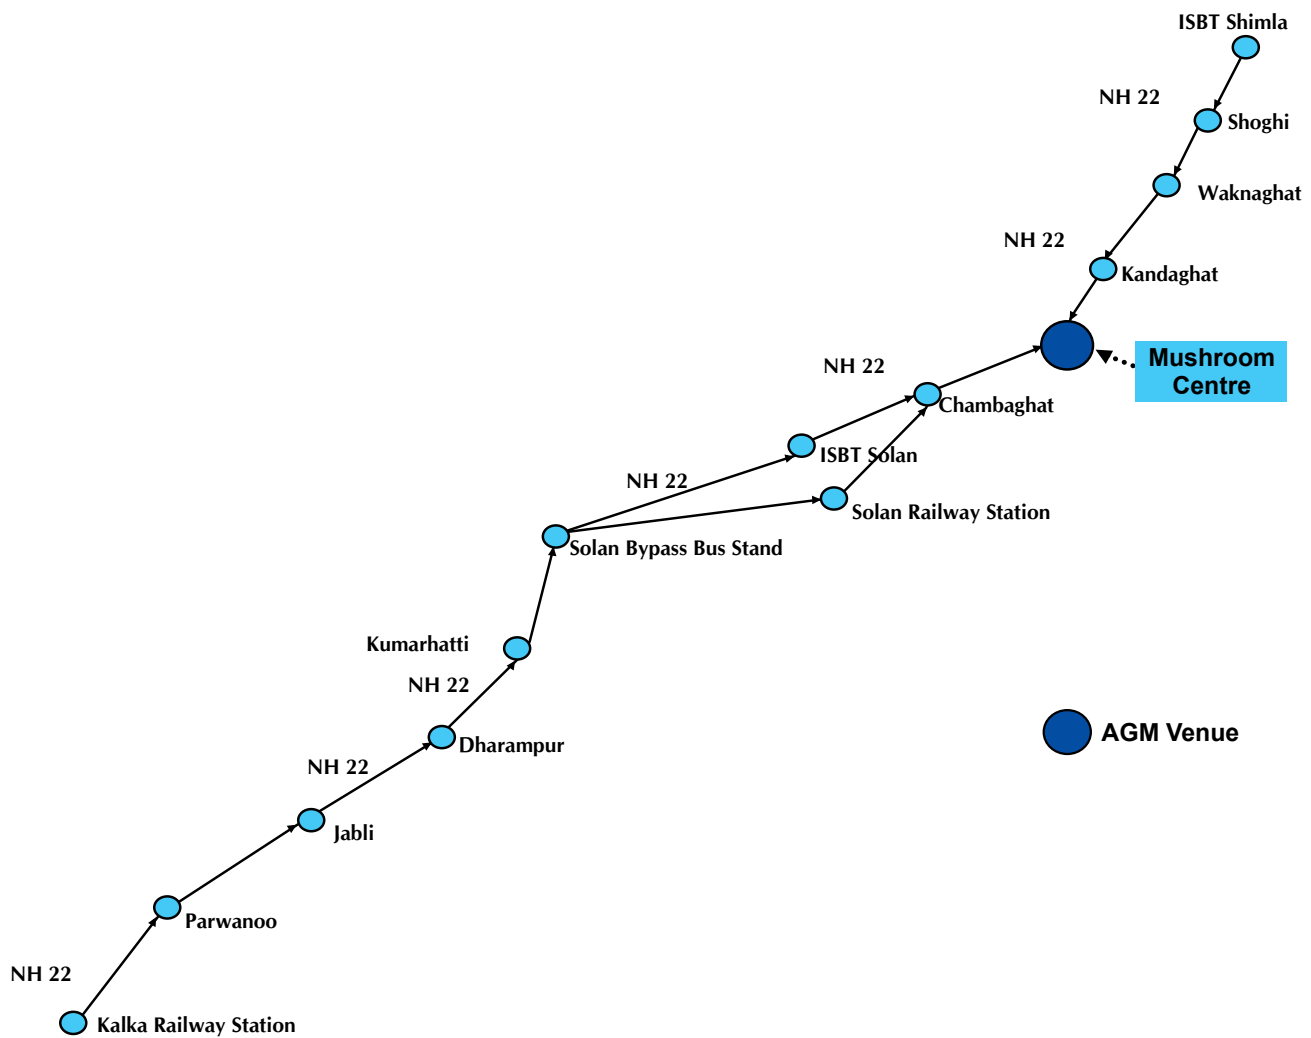 ISBT Shimla
NH 22
Shoghi
Waknaghat
NH 22
Kandaghat
Mushroom
Centre
NH 22
Chambaghat
ISBT Solan
NH 22
Solan Railway Station
Solan Bypass Bus Stand
Kumarhatti
NH 22
AGM Venue
Dharampur
NH 22
Jabli
Parwanoo
NH 22
Kalka Railway Station